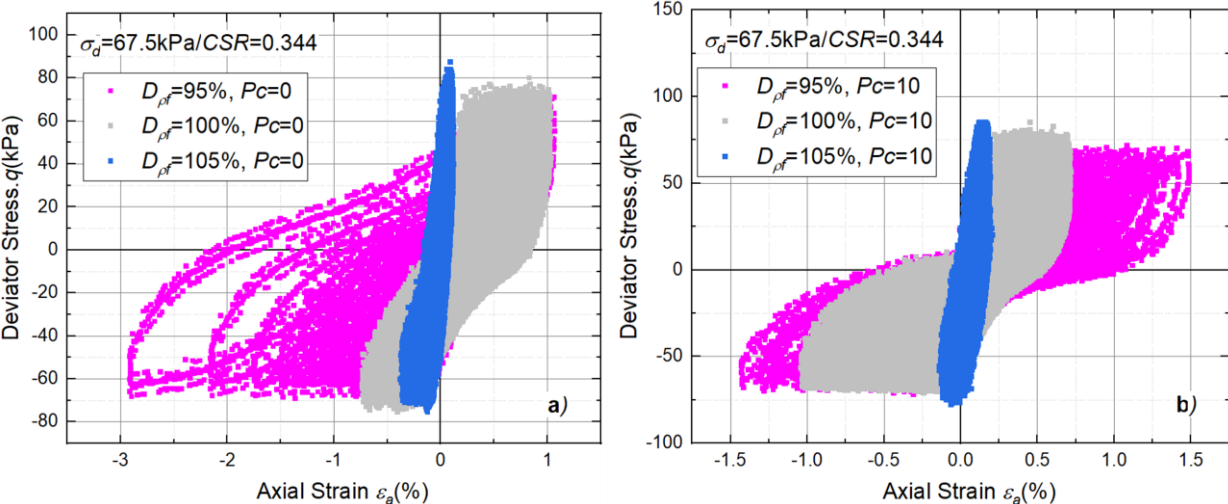 σd=67.5kPa/CSR=0.344
Dρf=95%, Pc=0
Dρf=100%, Pc=0
Dρf=105%, Pc=0
100
80
60
40
20
0
-20
-40
-60
-80
Deviator Stress.q(kPa)
a)
-3
-2
-1
0
1
Axial Strain εa(%)
σd=67.5kPa/CSR=0.344
Dρf=95%, Pc=10
Dρf=100%, Pc=10
Dρf=105%, Pc=10
150
100
50
0
-50
-100
Deviator Stress.q(kPa)
b)
-1.5
-1.0
-0.5
0.0
0.5
1.0
1.5
Axial Strain εa(%)